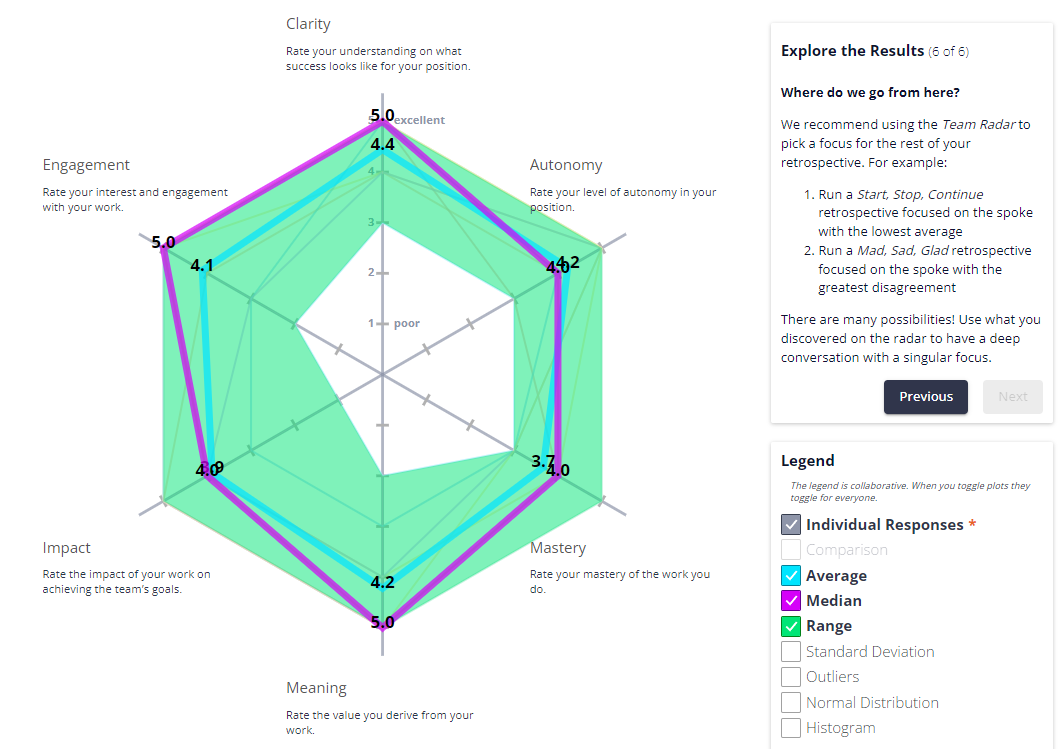 Clarity
Rate your understanding on what
success looks like for your position.
Engagement
Rate your interest and engagement
with your work.
Autonomy
Rate your level of autonomy in your
position.
5.0
5 excellent
4.4
4
3
2
1 poor
5.0
4.1
4.0
4.2
4.0
3.9
3.7
4.0
4.2
5.0
Impact
Rate the impact of your work on
achieving the team's goals.
Mastery
Rate your mastery of the work you
do.
Meaning
Rate the value you derive from your
work.
Explore the Results (6 of 6)
Where do we go from here?
We recommend using the Team Radar to
pick a focus for the rest of your
retrospective. For example:
1. Run a Start, Stop, Continue
retrospective focused on the spoke
with the lowest average
2. Run a Mad, Sad, Glad retrospective
focused on the spoke with the
greatest disagreement
There are many possibilities! Use what you
discovered on the radar to have a deep
conversation with a singular focus.
Previous
Next
Legend
The legend is collaborative. When you toggle plots they
toggle for everyone.
Individual Responses *
Comparison
Average
Median
Range
Standard Deviation
Outliers
Normal Distribution
Histogram